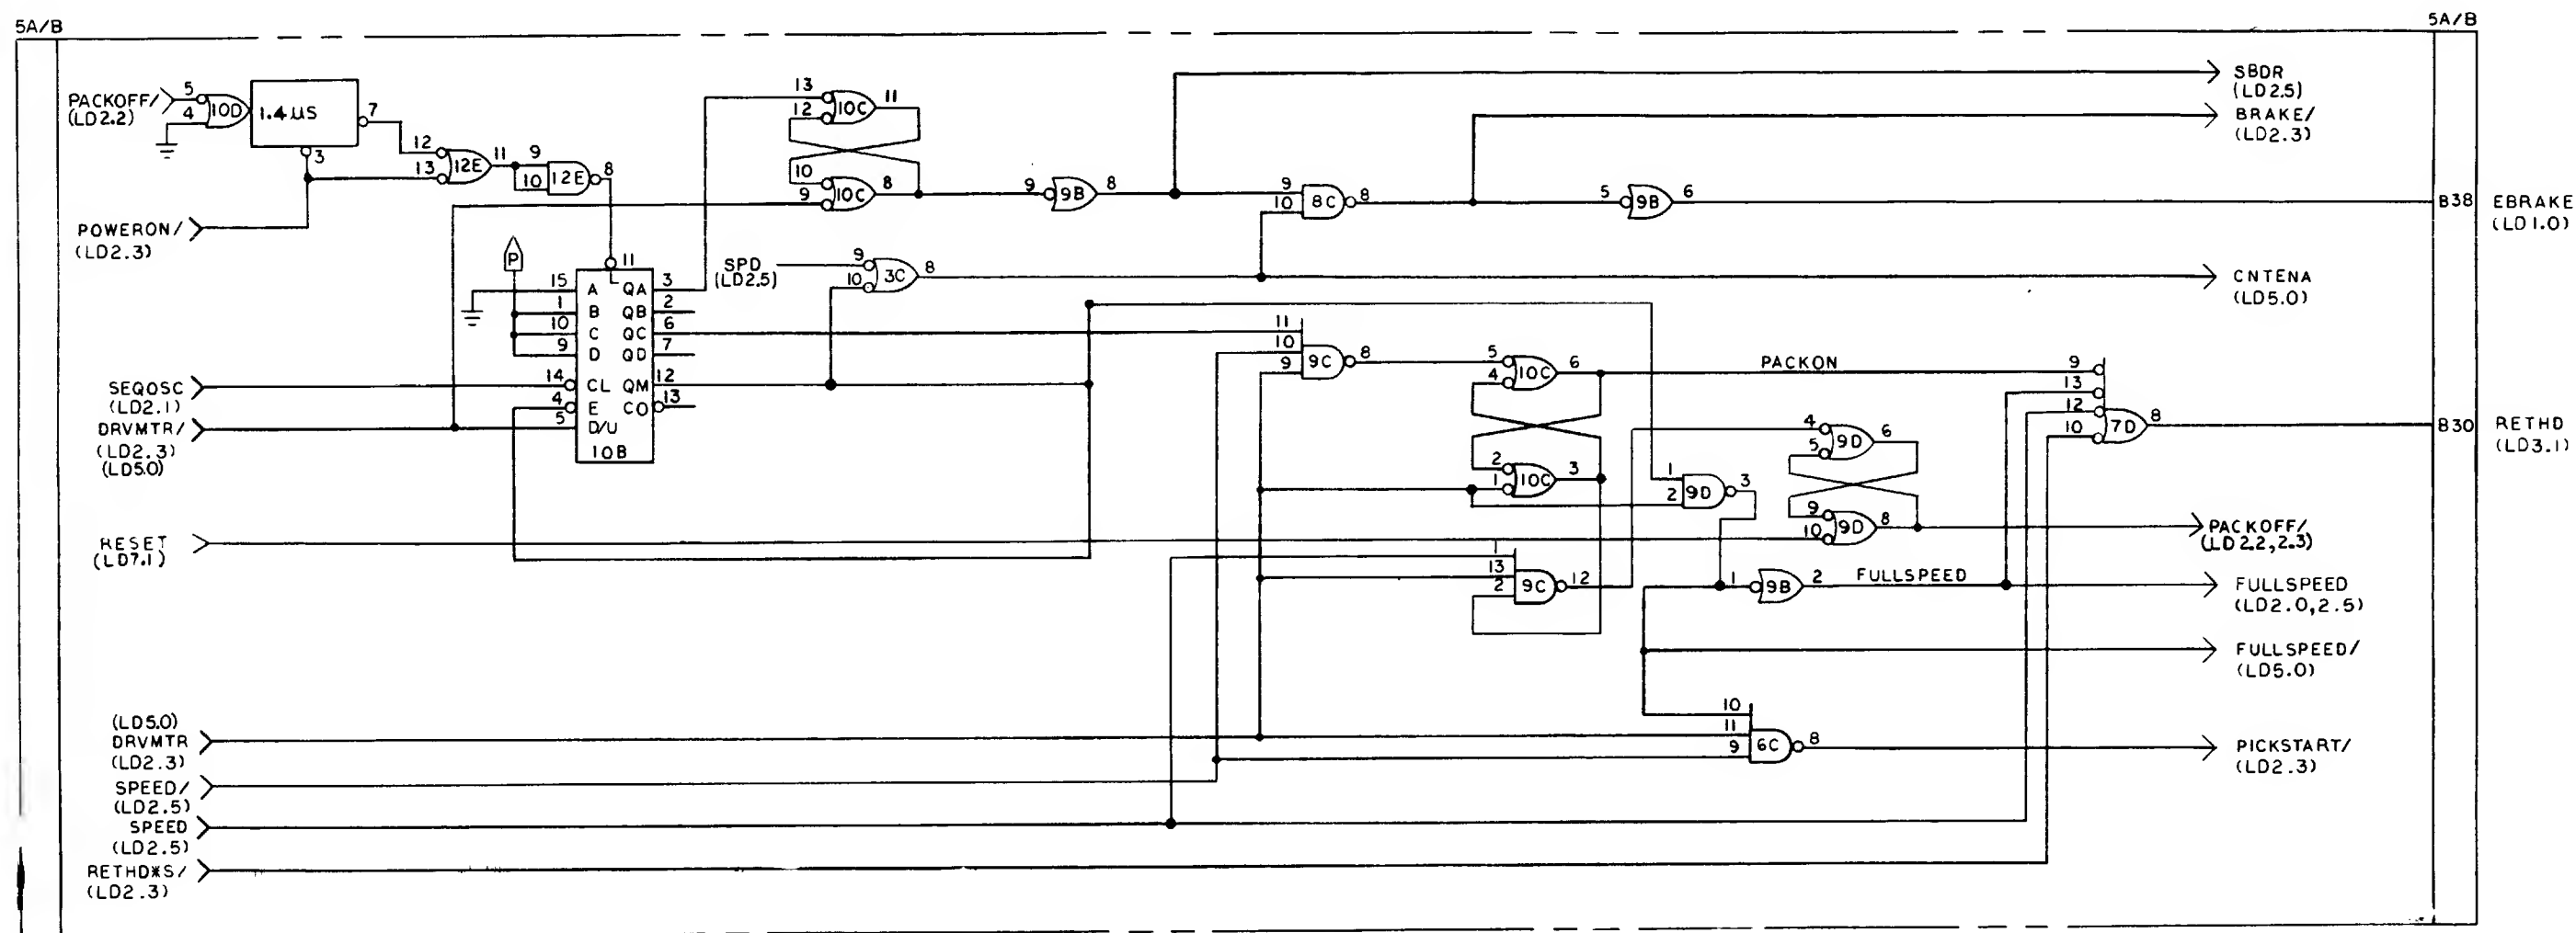 5A/B
5A/B
PACKOFF/
(LD2.2)
5
4
10D
1.4US
7
3
12
13
12E
11
9
10
12E
8
POWERON/
(LD2.3)
13
12
10C
11
10
9
10C
8
9
9B
8
9
10
8C
8
5
9B
6
SBDR
(LD2.5)
BRAKE/
(LD2.3)
B38
EBRAKE
(LD1.0)
P
11
L
SPD
(LD2.5)
9
10
3C
8
CNTENA
(LD5.0)
15 A QA 3
1 B QB 2
10 C QC 6
9 D QD 7
14 CL QM 12
4 E CO 13
5 D/U
10B
SEQOSC
(LD2.1)
DRVMTR/
(LD2.3)
(LD5.0)
11
10
9
9C
8
5
4
10C
6
PACKON
2
1
10C
3
1
2
9D
3
4
5
9D
6
9
10
9D
8
9
13
12
10
7D
8
B30
RETHD
(LD3.1)
RESET
(LD7.1)
PACKOFF/
(LD2.2,2.3)
1
13
2
9C
12
1
9B
2
FULLSPEED
FULLSPEED
(LD2.0,2.5)
FULLSPEED/
(LD5.0)
10
11
9
6C
8
PICKSTART/
(LD2.3)
(LD5.0)
DRVMTR
(LD2.3)
SPEED/
(LD2.5)
SPEED
(LD2.5)
RETHD*S/
(LD2.3)